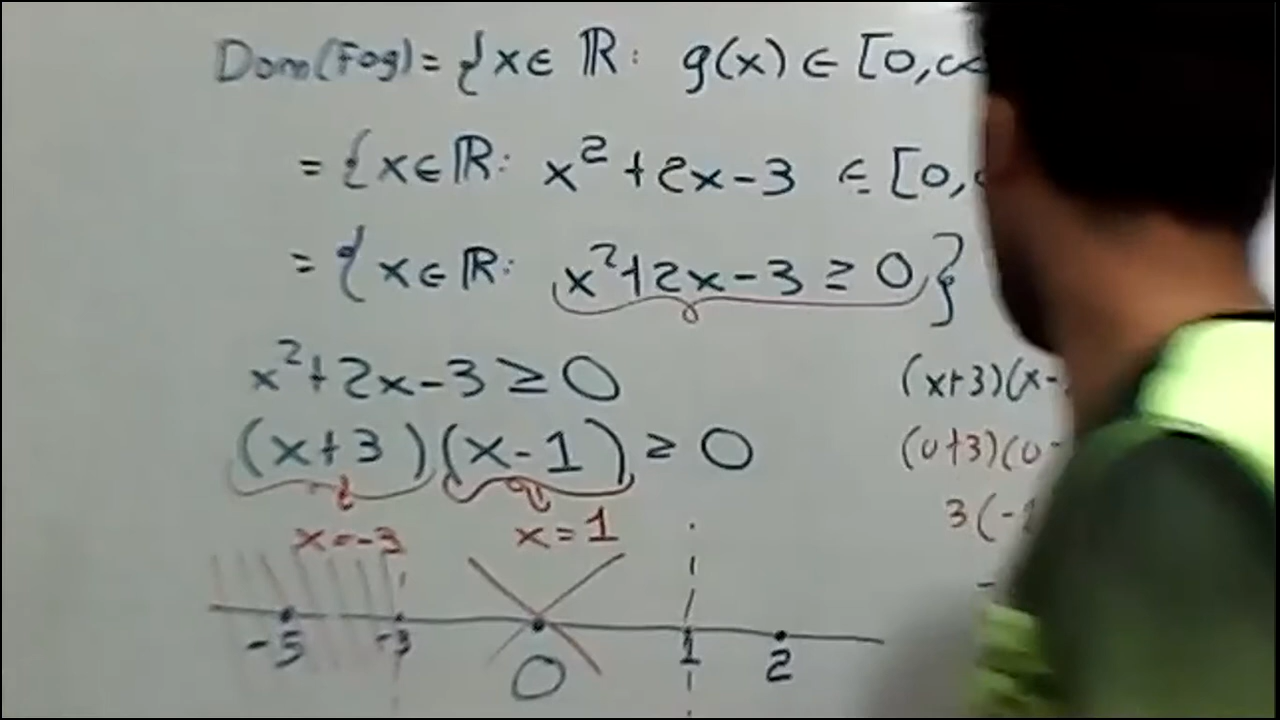 Dom(Fog) = {x ∈ ℝ: g(x) ∈ [0,∞
= {x ∈ ℝ: x² + 2x - 3 ∈ [0,
= {x ∈ ℝ: x² + 2x - 3 ≥ 0}
x² + 2x - 3 ≥ 0
(x+3)(x-
(x+3)(x-1) ≥ 0
(0+3)(0-
x=-3 x=1
3(-1
-
-5 -3 0 1 2